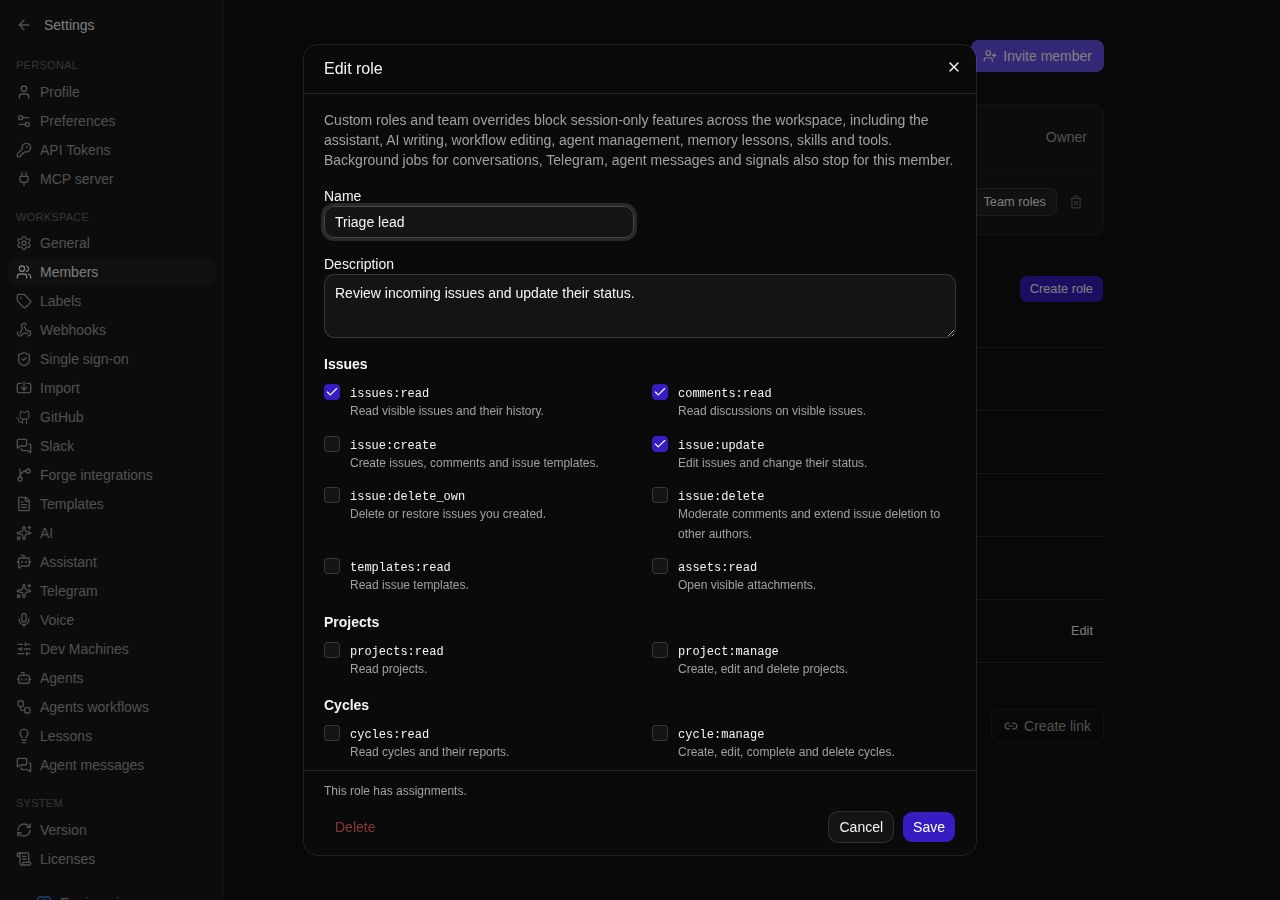 Settings
PERSONAL
Profile
Preferences
API Tokens
MCP server
WORKSPACE
General
Members
Labels
Webhooks
Single sign-on
Import
GitHub
Slack
Forge integrations
Templates
AI
Assistant
Telegram
Voice
Dev Machines
Agents
Agents workflows
Lessons
Agent messages
SYSTEM
Version
Licenses
Invite member
Owner
Team roles
Create role
Edit
Create link
Edit role
Custom roles and team overrides block session-only features across the workspace, including the
assistant, AI writing, workflow editing, agent management, memory lessons, skills and tools.
Background jobs for conversations, Telegram, agent messages and signals also stop for this member.
Name
Triage lead
Description
Review incoming issues and update their status.
Issues
issues:read
Read visible issues and their history.
comments:read
Read discussions on visible issues.
issue:create
Create issues, comments and issue templates.
issue:update
Edit issues and change their status.
issue:delete_own
Delete or restore issues you created.
issue:delete
Moderate comments and extend issue deletion to
other authors.
templates:read
Read issue templates.
assets:read
Open visible attachments.
Projects
projects:read
Read projects.
project:manage
Create, edit and delete projects.
Cycles
cycles:read
Read cycles and their reports.
cycle:manage
Create, edit, complete and delete cycles.
This role has assignments.
Delete
Cancel
Save